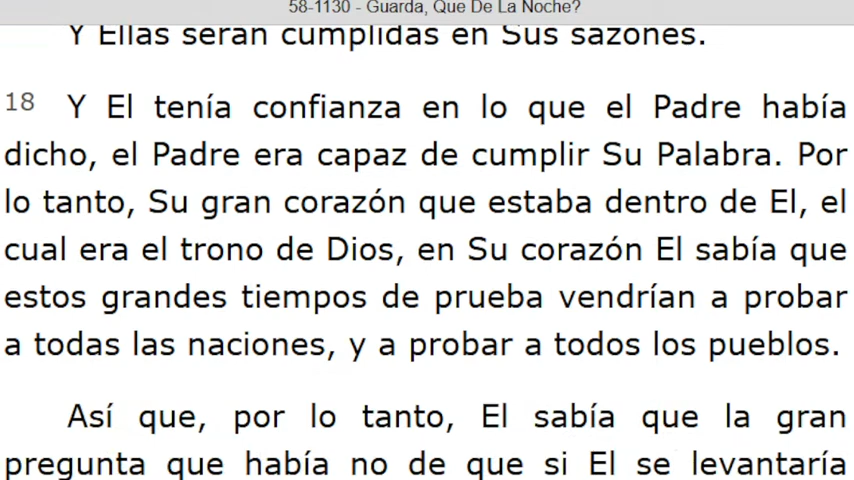 58-1130 - Guarda, Que De La Noche?
Y Ellas serán cumplidas en Sus sazones.
18 Y El tenía confianza en lo que el Padre había
dicho, el Padre era capaz de cumplir Su Palabra. Por
lo tanto, Su gran corazón que estaba dentro de El, el
cual era el trono de Dios, en Su corazón El sabía que
estos grandes tiempos de prueba vendrían a probar
a todas las naciones, y a probar a todos los pueblos.
Así que, por lo tanto, El sabía que la gran
pregunta que había no de que si El se levantaría